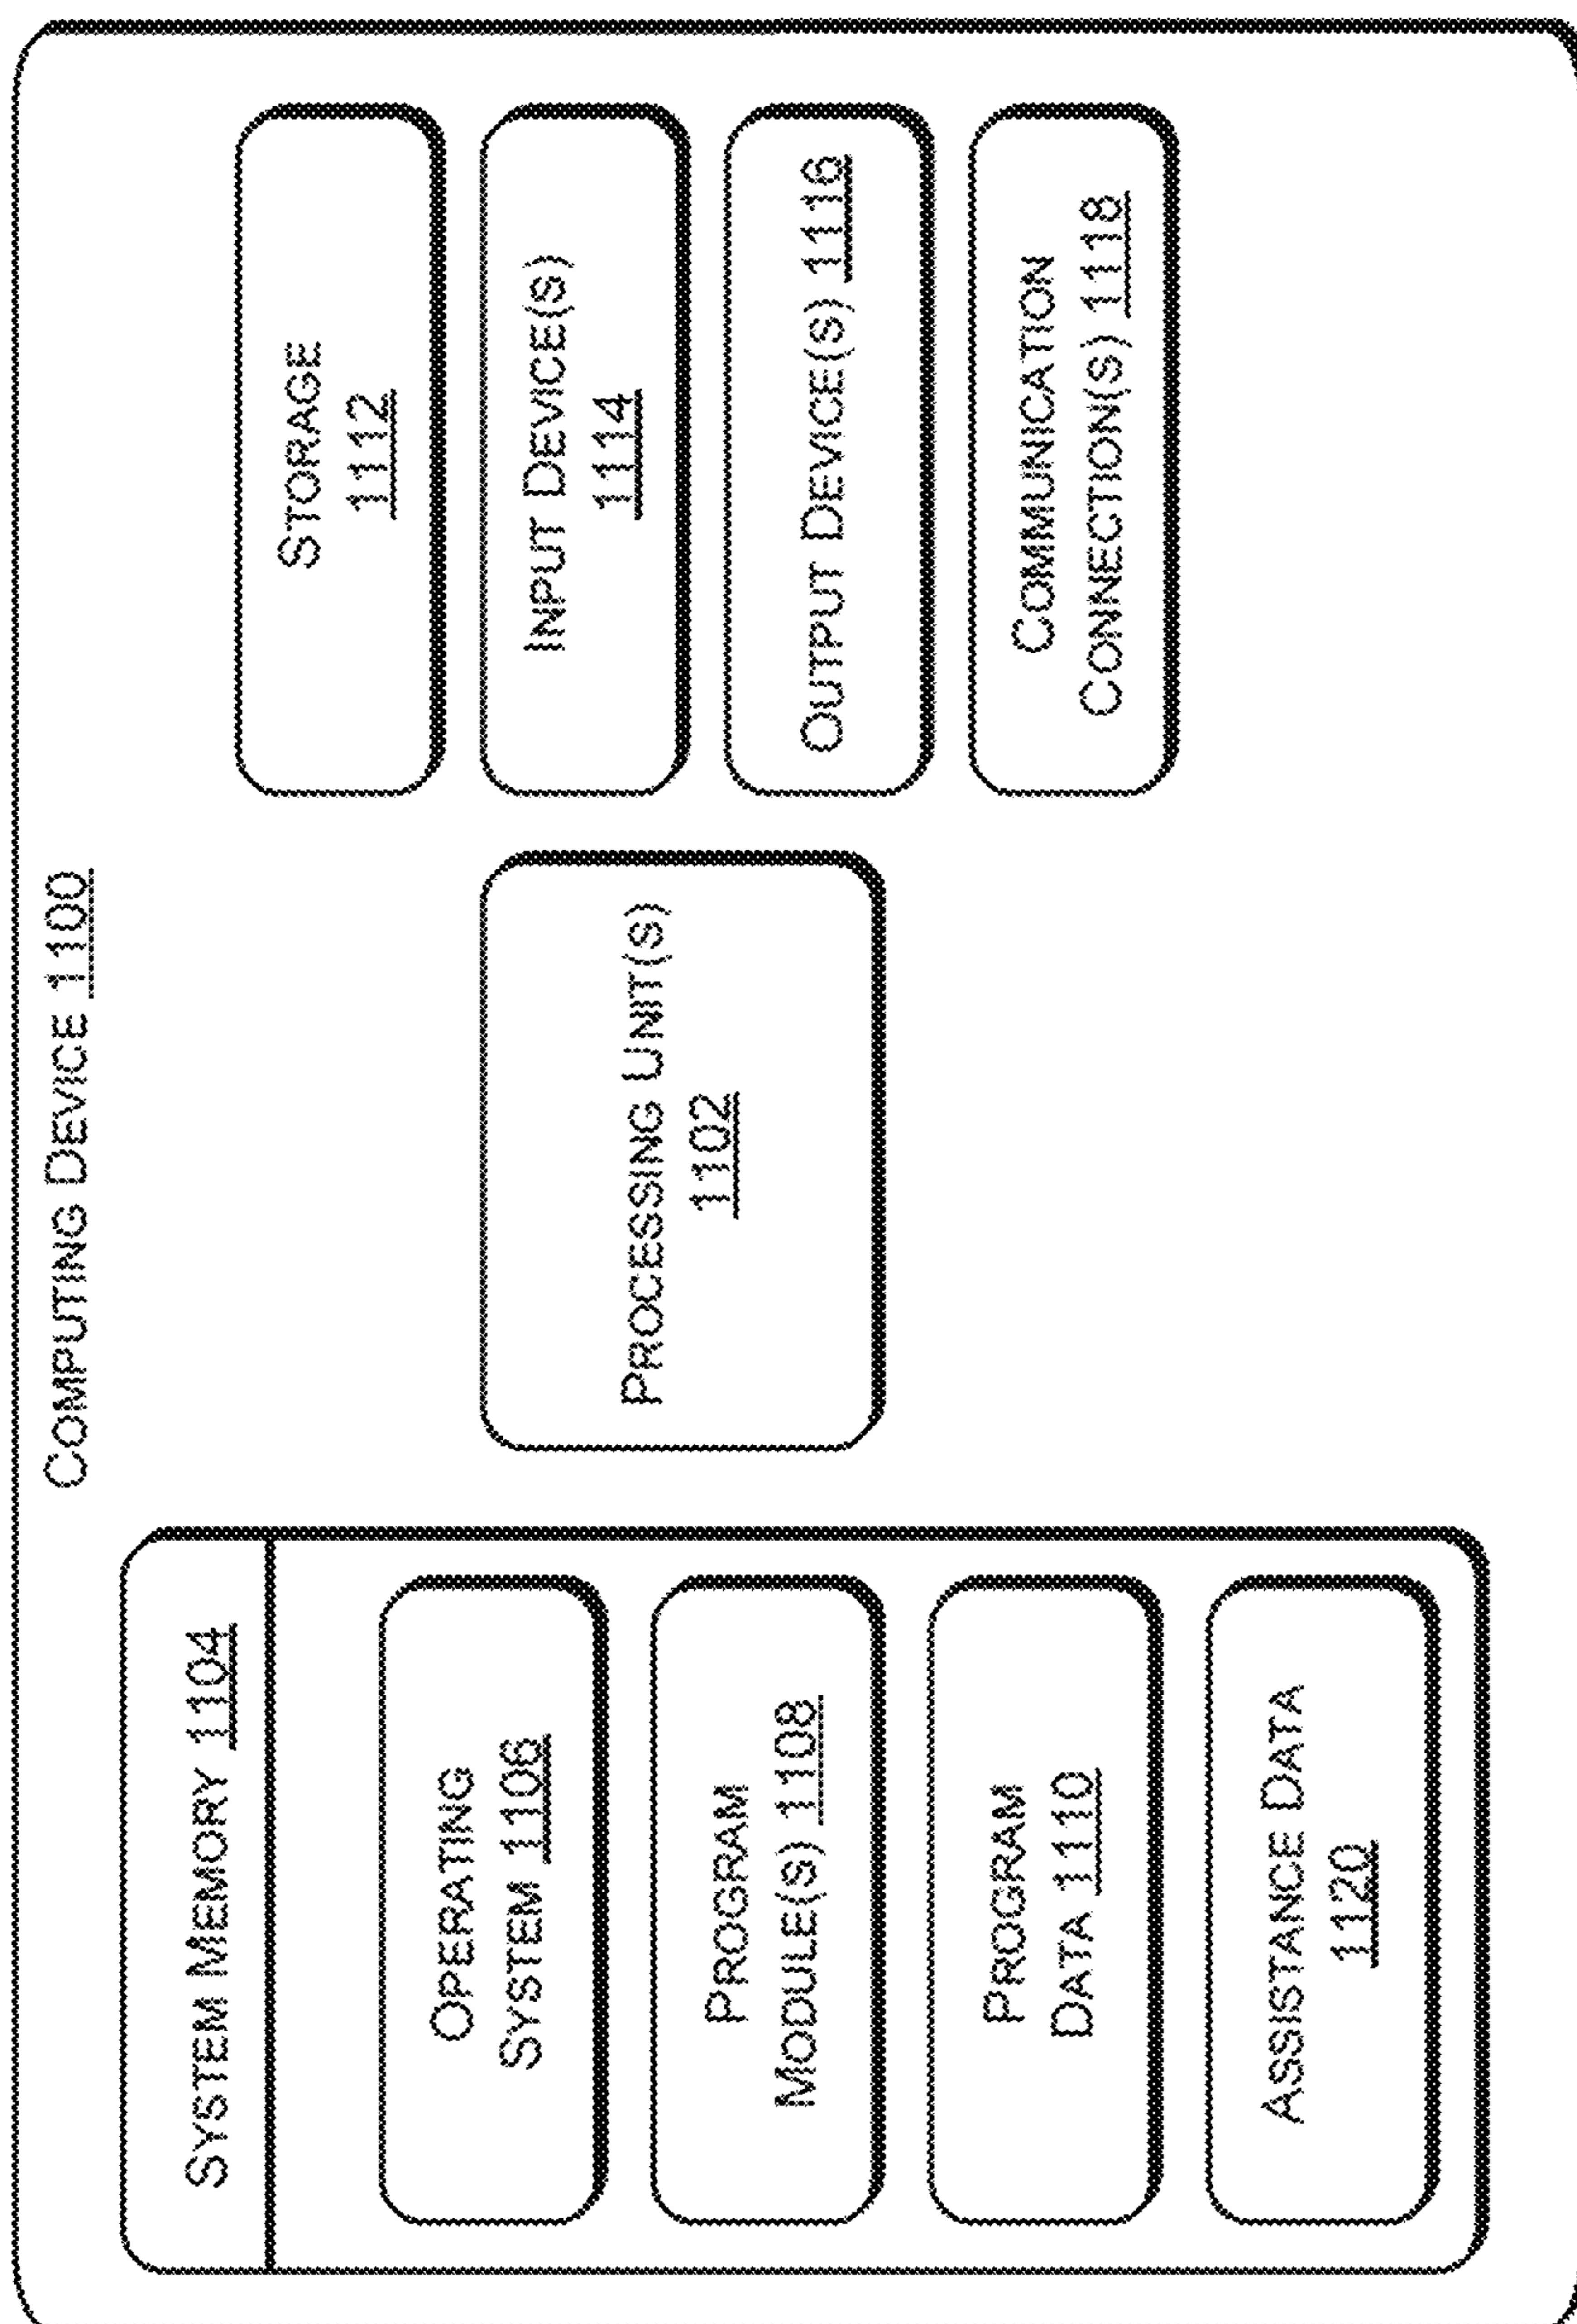 COMPUTING DEVICE 1100
SYSTEM MEMORY 1104
OPERATING
SYSTEM 1106
PROGRAM
MODULE(S) 1108
PROGRAM
DATA 1110
ASSISTANCE DATA
1120
PROCESSING UNIT(S)
1102
STORAGE
1112
INPUT DEVICE(S)
1114
OUTPUT DEVICE(S) 1116
COMMUNICATION
CONNECTION(S) 1118